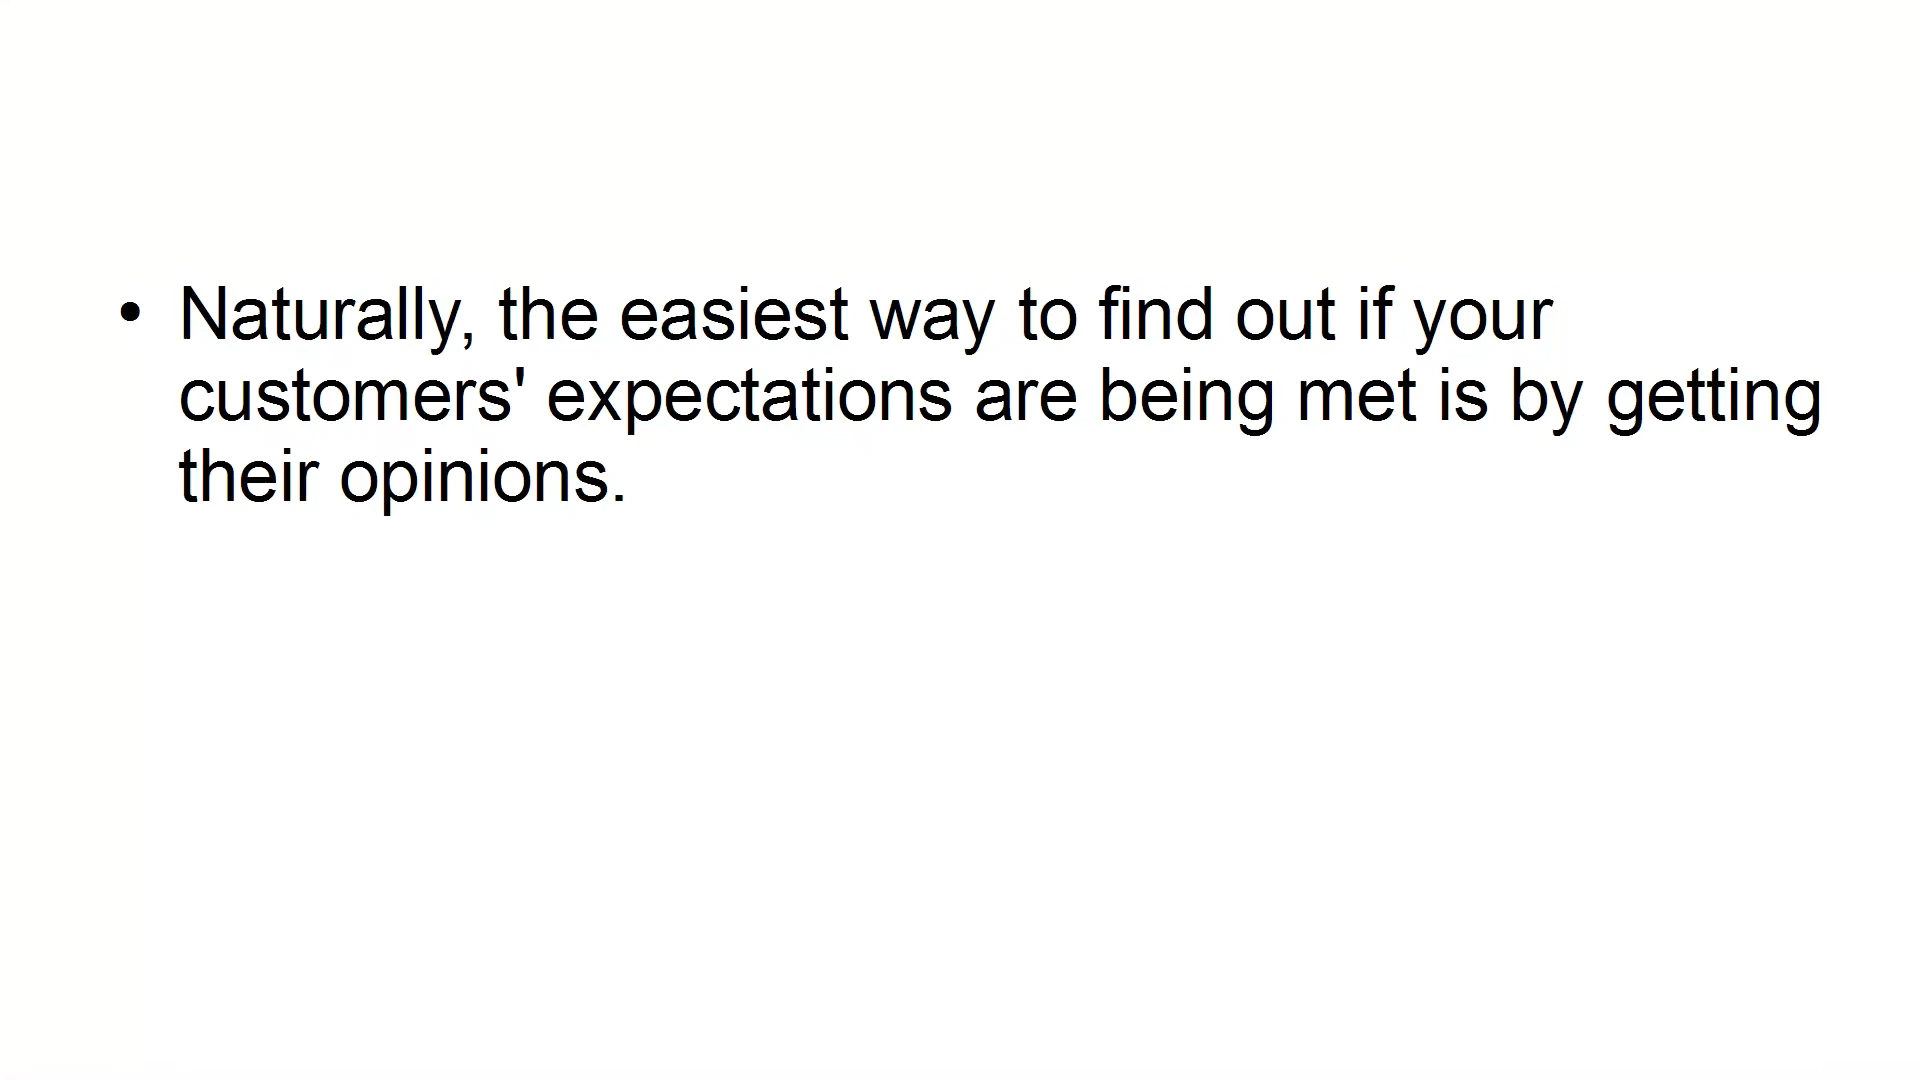 • Naturally, the easiest way to find out if your
customers' expectations are being met is by getting
their opinions.